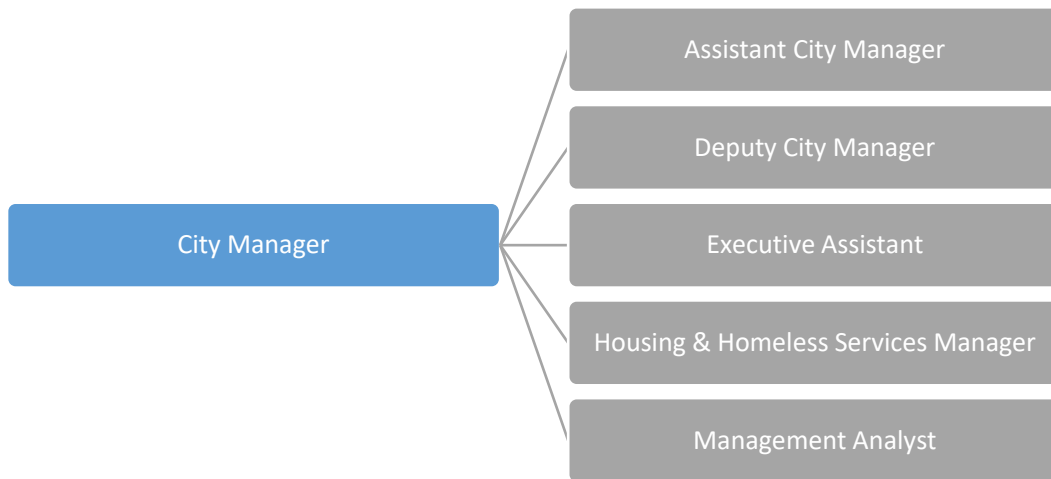 Assistant City Manager
Deputy City Manager
City Manager
Executive Assistant
Housing & Homeless Services Manager
Management Analyst